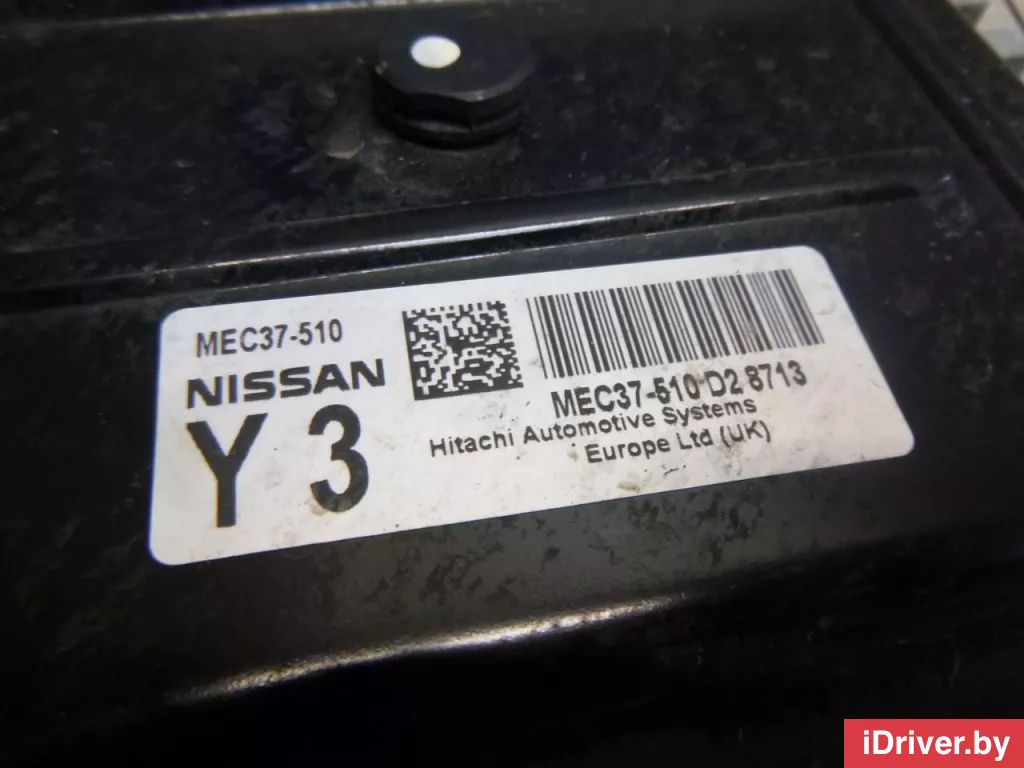 MEC37-510
NISSAN
Y 3
MEC37-510 D2 8713
Hitachi Automotive Systems
Europe Ltd (UK)
iDriver.by